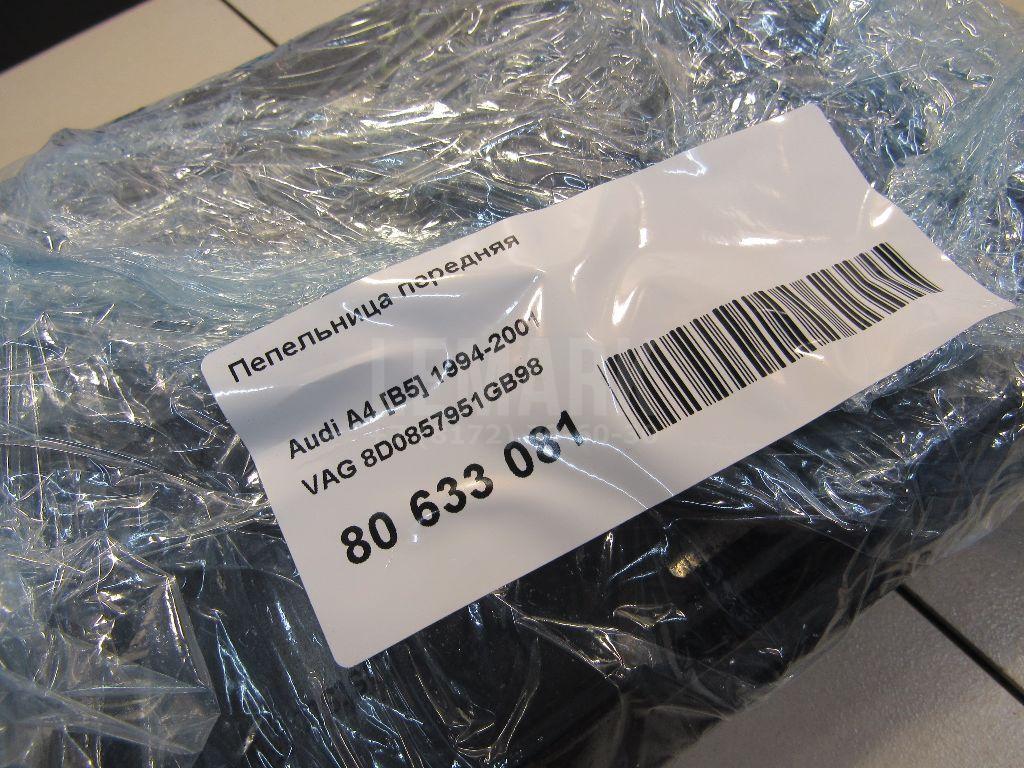 Пепельница передняя
Audi A4 [B5] 1994-2001
VAG 8D0857951GB98
80 633 081